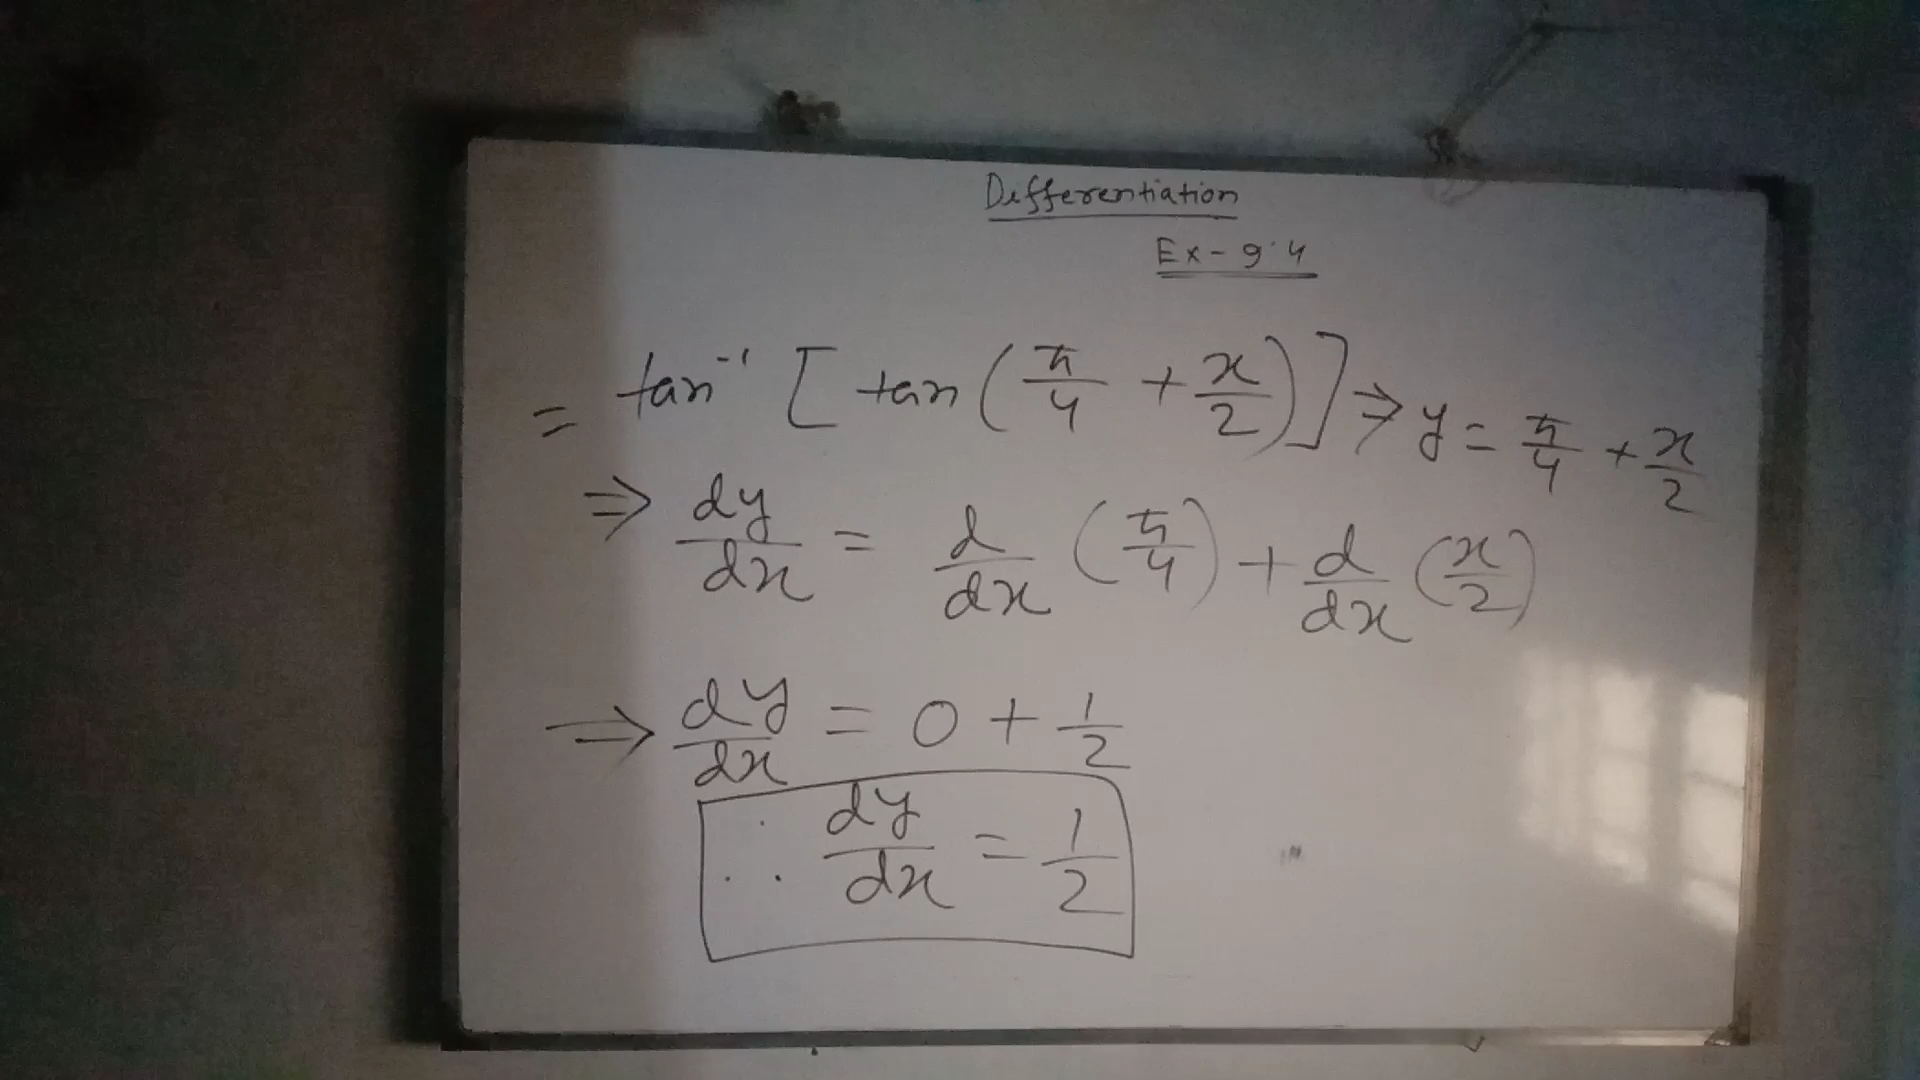 Differentiation
Ex - 9.4
= tan⁻¹ [ tan ( π/4 + x/2 ) ] ⇒ y = π/4 + x/2
⇒ dy/dx = d/dx ( π/4 ) + d/dx ( x/2 )
⇒ dy/dx = 0 + 1/2
∴ dy/dx = 1/2